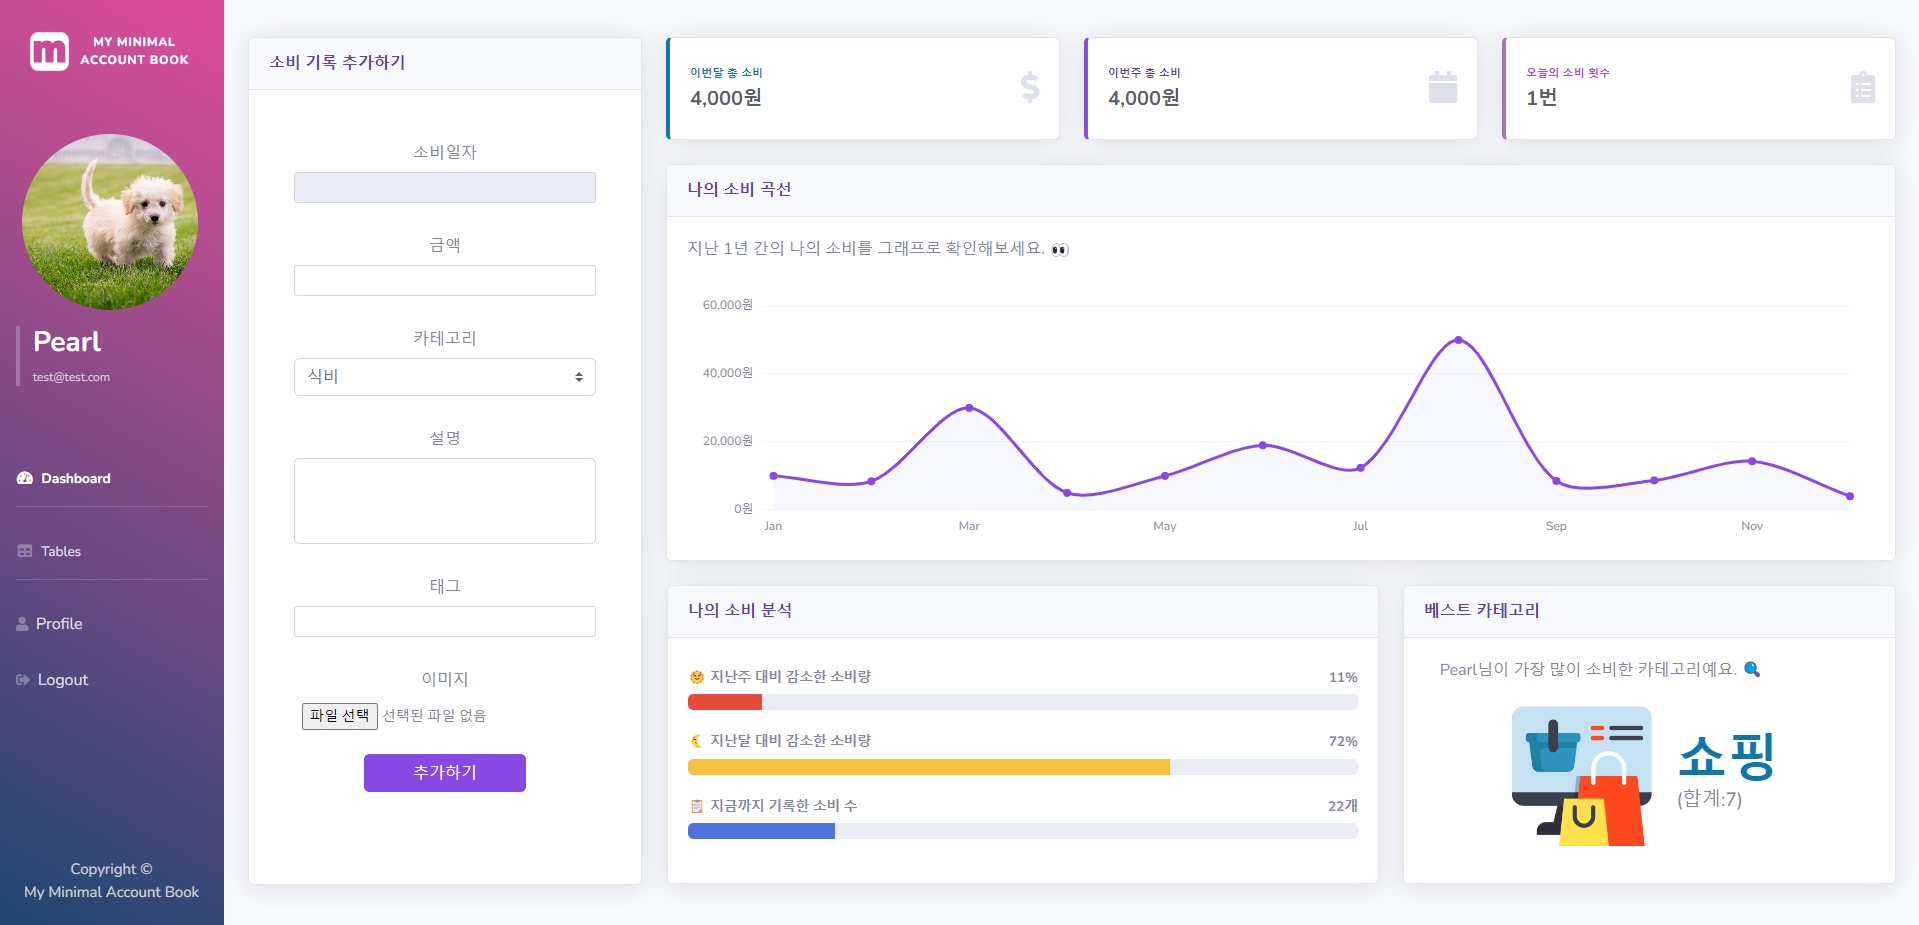 m
MY MINIMAL
ACCOUNT BOOK
Pearl
test@test.com
Dashboard
Tables
Profile
Logout
Copyright ©
My Minimal Account Book
소비 기록 추가하기
소비일자
금액
카테고리
식비
설명
태그
이미지
파일 선택 선택된 파일 없음
추가하기
이번달 총 소비
4,000원
이번주 총 소비
4,000원
오늘의 소비 횟수
1번
나의 소비 곡선
지난 1년 간의 나의 소비를 그래프로 확인해보세요. 👀
60,000원
40,000원
20,000원
0원
Jan Mar May Jul Sep Nov
나의 소비 분석
🌞 지난주 대비 감소한 소비량 11%
🌜 지난달 대비 감소한 소비량 72%
📋 지금까지 기록한 소비 수 22개
베스트 카테고리
Pearl님이 가장 많이 소비한 카테고리예요. 🔍
쇼핑
(합계:7)